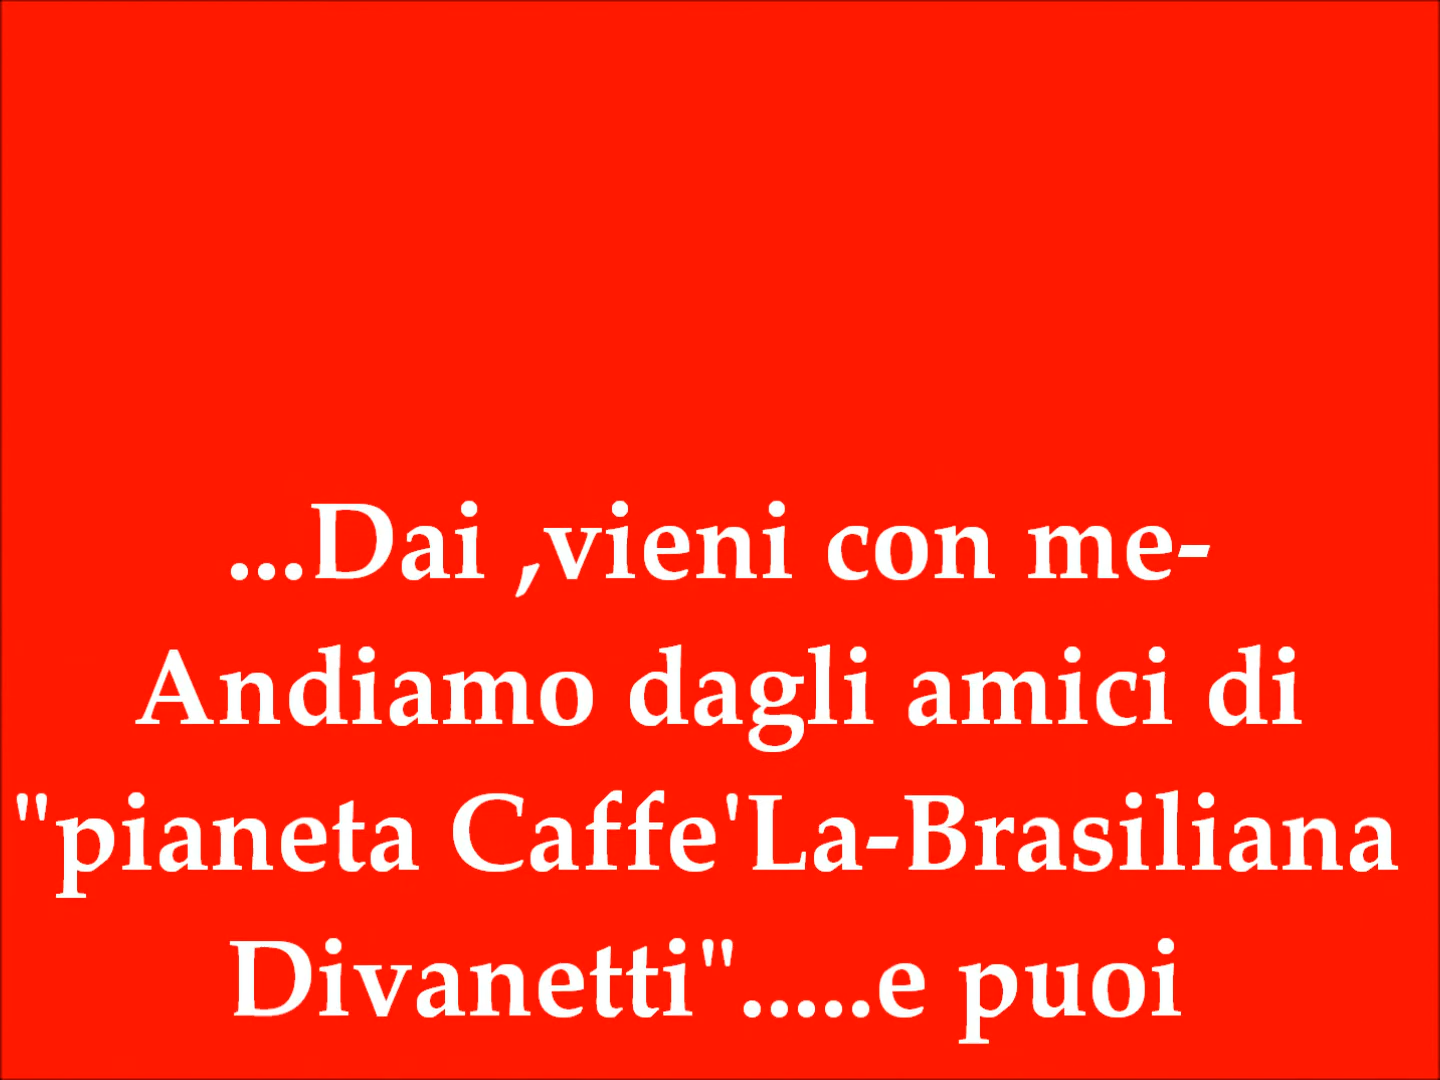 ...Dai ,vieni con me-
Andiamo dagli amici di
"pianeta Caffe'La-Brasiliana
Divanetti".....e puoi